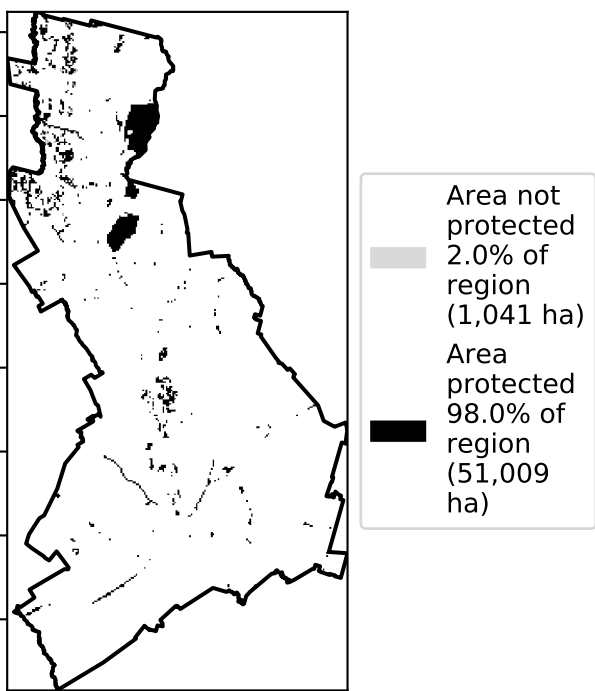 Area not
protected
2.0% of
region
(1,041 ha)
Area
protected
98.0% of
region
(51,009
ha)